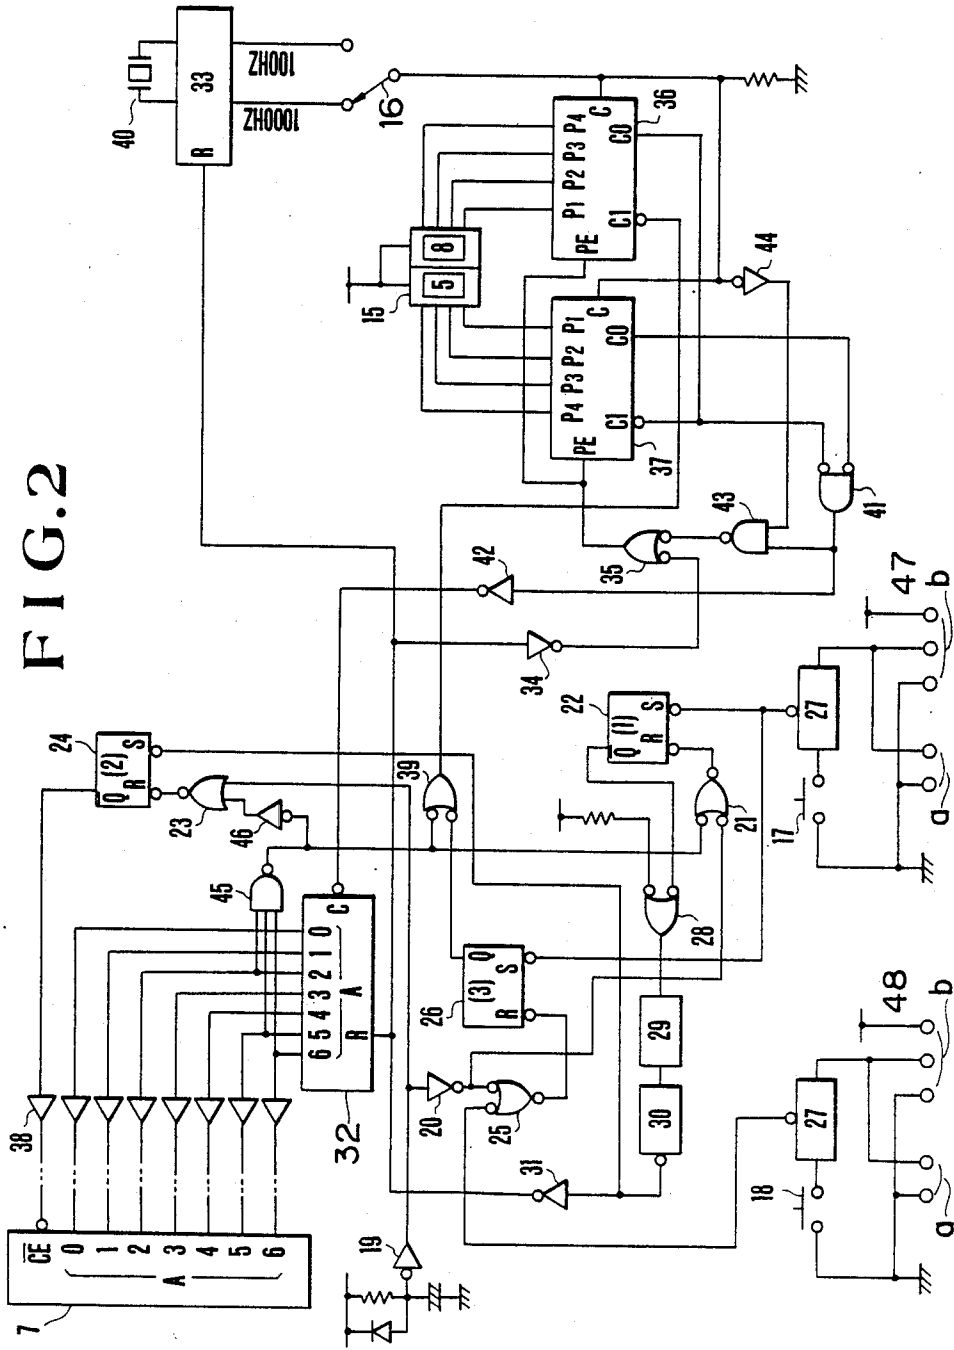 FIG.2
40
33
R
1000HZ
100HZ
16
15
5
8
36
P1 P2 P3 P4
PE
C
C1
C0
37
P4 P3 P2 P1
PE
C
C1
C0
44
43
41
42
35
34
24
(2)
Q
R
S
23
46
45
39
38
7
CE
0
1
2
3
4
5
6
A
32
6 5 4 3 2 1 0
A
R
C
26
(3)
Q
R
S
22
(1)
Q
R
S
21
20
25
28
29
30
31
19
27
17
47
a
b
27
18
48
a
b